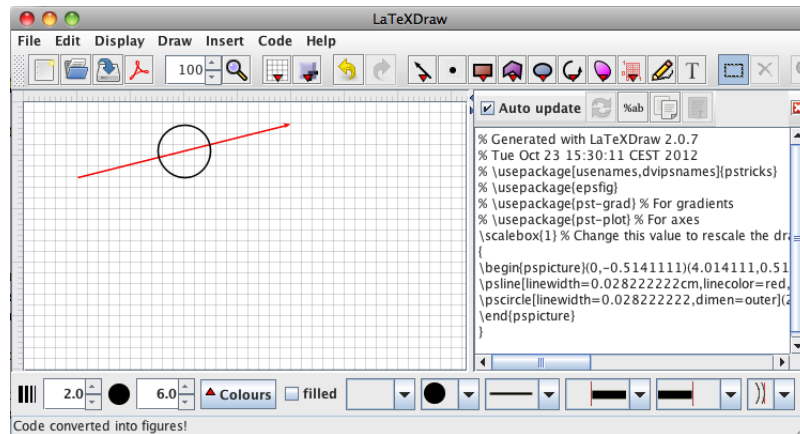 LaTeXDraw
File Edit Display Draw Insert Code Help
100 T
Auto update %ab
% Generated with LaTeXDraw 2.0.7
% Tue Oct 23 15:30:11 CEST 2012
% \usepackage[usenames,dvipsnames]{pstricks}
% \usepackage{epsfig}
% \usepackage{pst-grad} % For gradients
% \usepackage{pst-plot} % For axes
\scalebox{1} % Change this value to rescale the dra
{
\begin{pspicture}(0,-0.5141111)(4.014111,0.51
\psline[linewidth=0.028222222cm,linecolor=red,
\pscircle[linewidth=0.028222222,dimen=outer](2
\end{pspicture}
}
2.0 6.0 Colours filled
Code converted into figures!